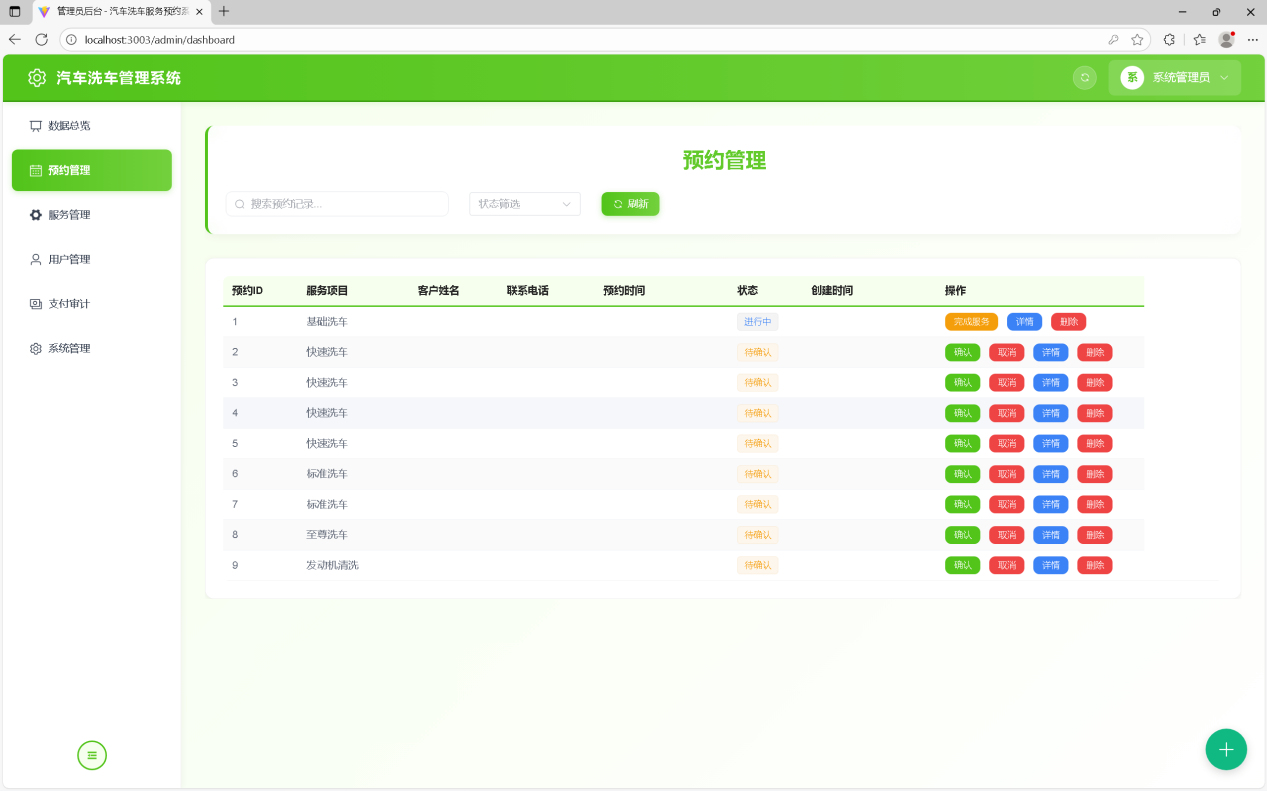 管理员后台 - 汽车洗车服务预约系
localhost:3003/admin/dashboard
汽车洗车管理系统
系 系统管理员
数据总览
预约管理
服务管理
用户管理
支付审计
系统管理
预约管理
搜索预约记录... 状态筛选 刷新
预约ID 服务项目 客户姓名 联系电话 预约时间 状态 创建时间 操作
1 基础洗车 进行中 完成服务 详情 删除
2 快速洗车 待确认 确认 取消 详情 删除
3 快速洗车 待确认 确认 取消 详情 删除
4 快速洗车 待确认 确认 取消 详情 删除
5 快速洗车 待确认 确认 取消 详情 删除
6 标准洗车 待确认 确认 取消 详情 删除
7 标准洗车 待确认 确认 取消 详情 删除
8 至尊洗车 待确认 确认 取消 详情 删除
9 发动机清洗 待确认 确认 取消 详情 删除